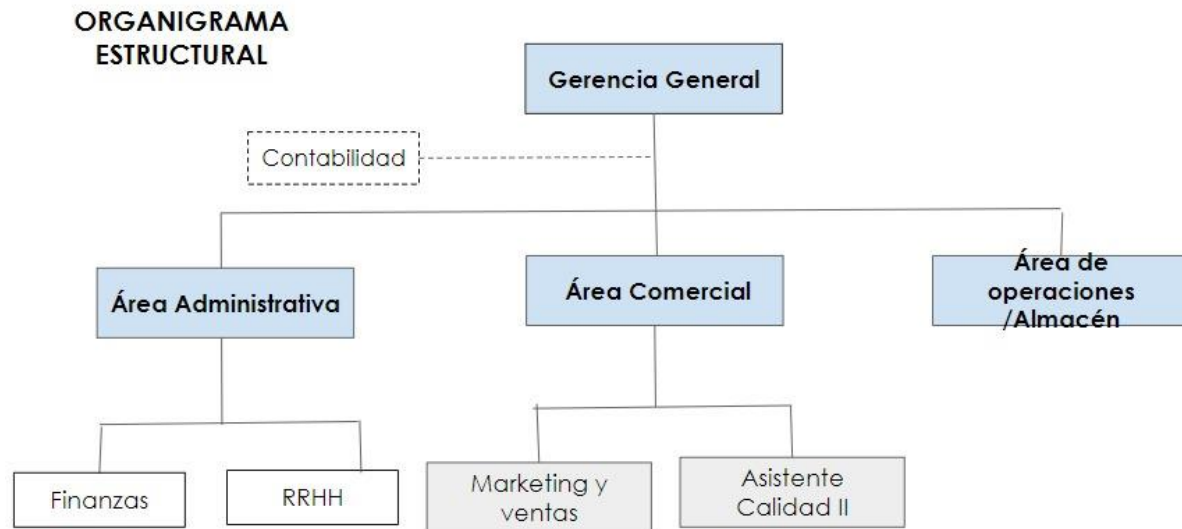 ORGANIGRAMA
ESTRUCTURAL
Gerencia General
Contabilidad
Área Administrativa
Área Comercial
Área de
operaciones
/Almacén
Finanzas
RRHH
Marketing y
ventas
Asistente
Calidad II